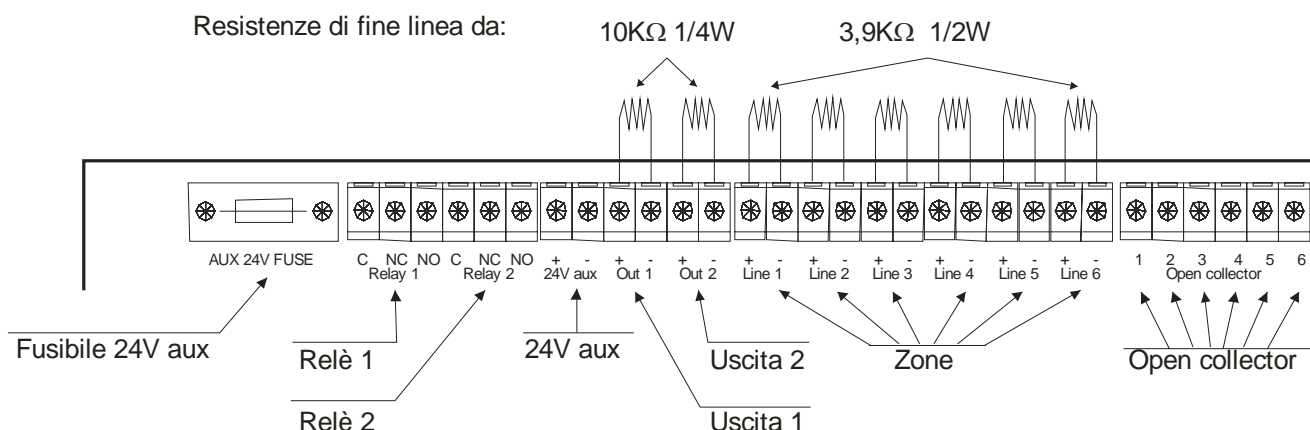 Resistenze di fine linea da:
10KΩ 1/4W
3,9KΩ 1/2W
AUX 24V FUSE
C NC NO C NC NO
Relay 1 Relay 2
+ - + - + -
24V aux Out 1 Out 2
+ - + - + - + - + - + -
Line 1 Line 2 Line 3 Line 4 Line 5 Line 6
1 2 3 4 5 6
Open collector
Fusibile 24V aux
Relè 1
24V aux
Uscita 2
Zone
Open collector
Relè 2
Uscita 1